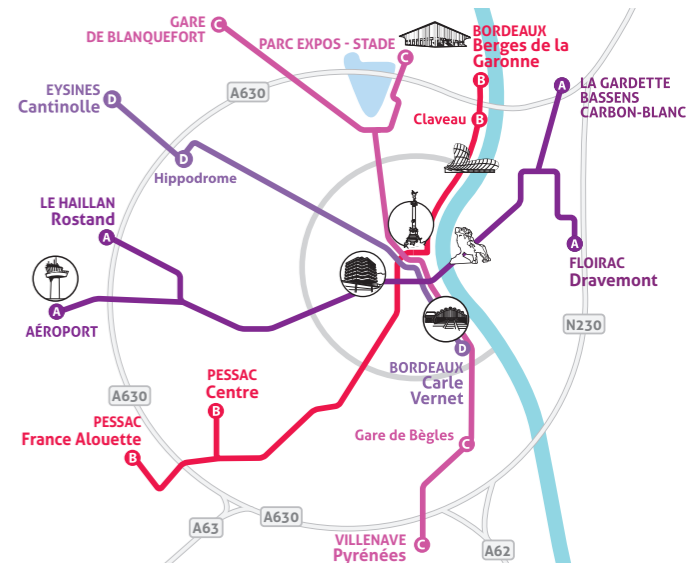 GARE
DE BLANQUEFORT
C
PARC EXPOS - STADE
C
BORDEAUX
Berges de la
Garonne
B
EYSINES
Cantinolle
D
A630
A
LA GARDETTE
BASSENS
CARBON-BLANC
Claveau
B
D
Hippodrome
LE HAILLAN
Rostand
A
A
FLOIRAC
Dravemont
A
AÉROPORT
N230
D
BORDEAUX
Carle
Vernet
PESSAC
Centre
B
A630
PESSAC
France Alouette
B
Gare de Bègles
C
A63
A630
VILLENAVE
Pyrénées
C
A62